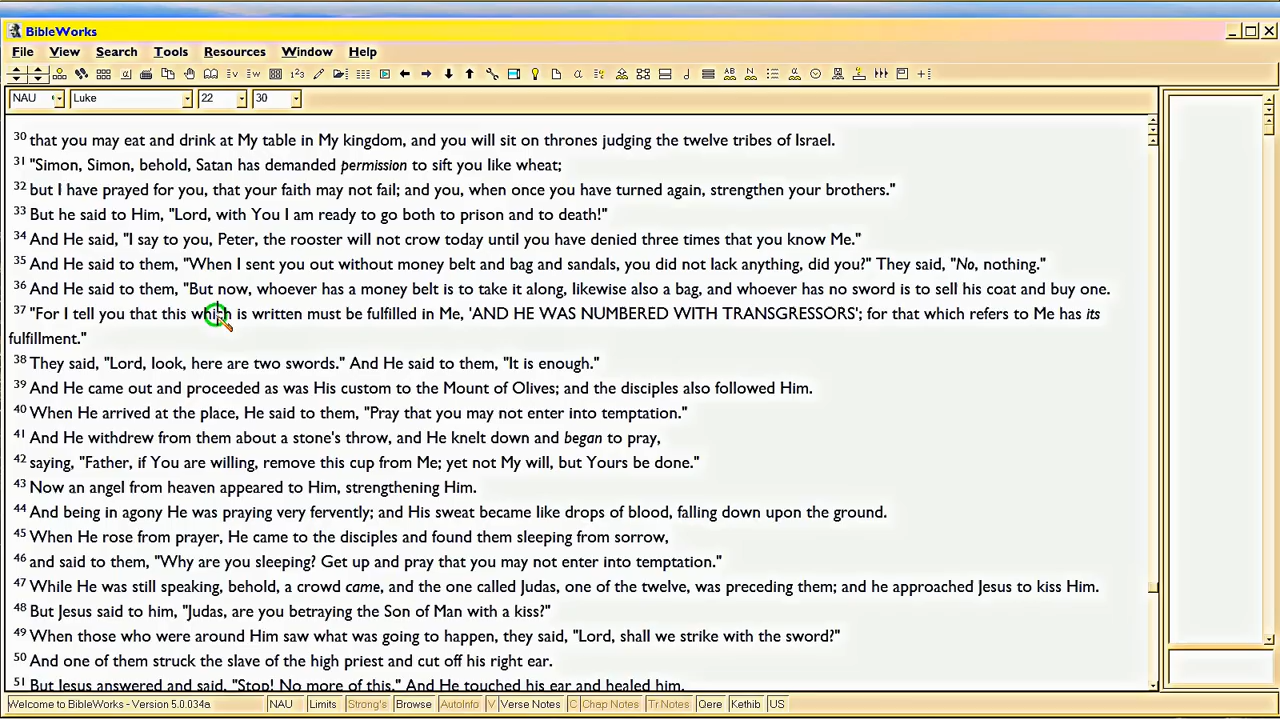 BibleWorks
File View Search Tools Resources Window Help
NAU Luke 22 30
30 that you may eat and drink at My table in My kingdom, and you will sit on thrones judging the twelve tribes of Israel.
31 "Simon, Simon, behold, Satan has demanded permission to sift you like wheat;
32 but I have prayed for you, that your faith may not fail; and you, when once you have turned again, strengthen your brothers."
33 But he said to Him, "Lord, with You I am ready to go both to prison and to death!"
34 And He said, "I say to you, Peter, the rooster will not crow today until you have denied three times that you know Me."
35 And He said to them, "When I sent you out without money belt and bag and sandals, you did not lack anything, did you?" They said, "No, nothing."
36 And He said to them, "But now, whoever has a money belt is to take it along, likewise also a bag, and whoever has no sword is to sell his coat and buy one.
37 "For I tell you that this which is written must be fulfilled in Me, 'AND HE WAS NUMBERED WITH TRANSGRESSORS'; for that which refers to Me has its
fulfillment."
38 They said, "Lord, look, here are two swords." And He said to them, "It is enough."
39 And He came out and proceeded as was His custom to the Mount of Olives; and the disciples also followed Him.
40 When He arrived at the place, He said to them, "Pray that you may not enter into temptation."
41 And He withdrew from them about a stone's throw, and He knelt down and began to pray,
42 saying, "Father, if You are willing, remove this cup from Me; yet not My will, but Yours be done."
43 Now an angel from heaven appeared to Him, strengthening Him.
44 And being in agony He was praying very fervently; and His sweat became like drops of blood, falling down upon the ground.
45 When He rose from prayer, He came to the disciples and found them sleeping from sorrow,
46 and said to them, "Why are you sleeping? Get up and pray that you may not enter into temptation."
47 While He was still speaking, behold, a crowd came, and the one called Judas, one of the twelve, was preceding them; and he approached Jesus to kiss Him.
48 But Jesus said to him, "Judas, are you betraying the Son of Man with a kiss?"
49 When those who were around Him saw what was going to happen, they said, "Lord, shall we strike with the sword?"
50 And one of them struck the slave of the high priest and cut off his right ear.
51 But Jesus answered and said, "Stop! No more of this." And He touched his ear and healed him.
Welcome to BibleWorks - Version 5.0.034a NAU Limits Strong's Browse AutoInfo V Verse Notes C Chap Notes Tr Notes Qere Kethib US